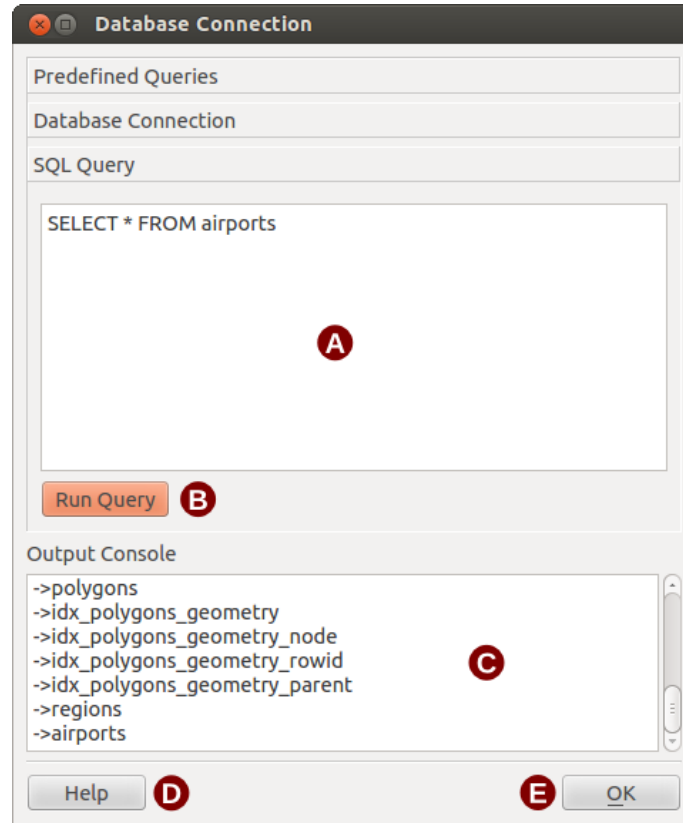 Database Connection
Predefined Queries
Database Connection
SQL Query
SELECT * FROM airports
A
Run Query B
Output Console
->polygons
->idx_polygons_geometry
->idx_polygons_geometry_node
->idx_polygons_geometry_rowid
->idx_polygons_geometry_parent
->regions
->airports
C
Help D E OK